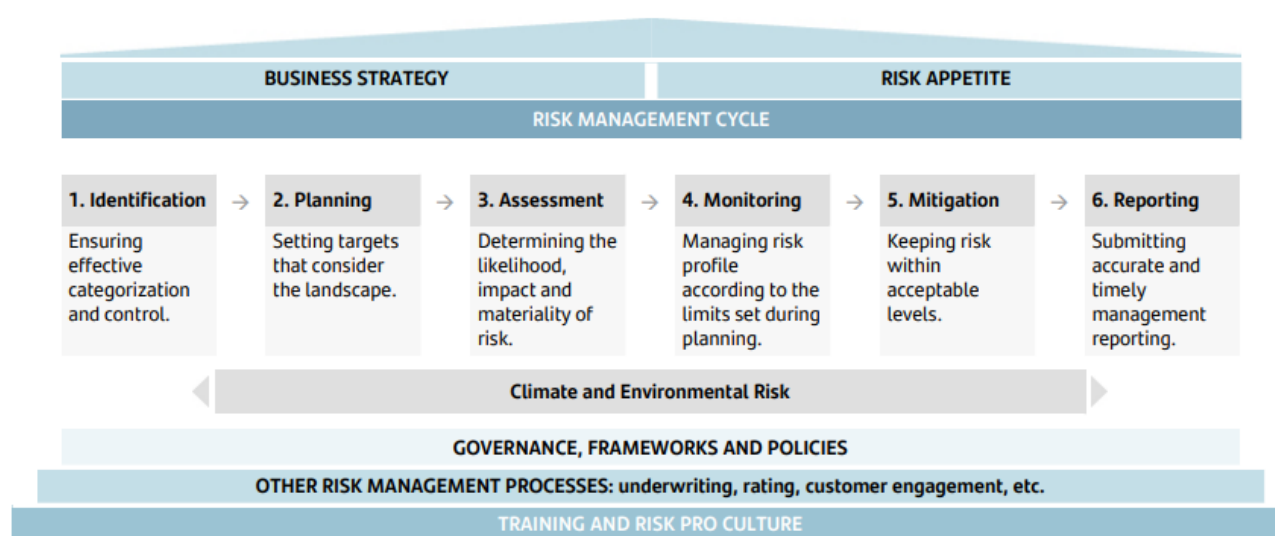 BUSINESS STRATEGY
RISK APPETITE
RISK MANAGEMENT CYCLE
1. Identification
Ensuring
effective
categorization
and control.
2. Planning
Setting targets
that consider
the landscape.
3. Assessment
Determining the
likelihood,
impact and
materiality of
risk.
4. Monitoring
Managing risk
profile
according to the
limits set during
planning.
5. Mitigation
Keeping risk
within
acceptable
levels.
6. Reporting
Submitting
accurate and
timely
management
reporting.
Climate and Environmental Risk
GOVERNANCE, FRAMEWORKS AND POLICIES
OTHER RISK MANAGEMENT PROCESSES: underwriting, rating, customer engagement, etc.
TRAINING AND RISK PRO CULTURE